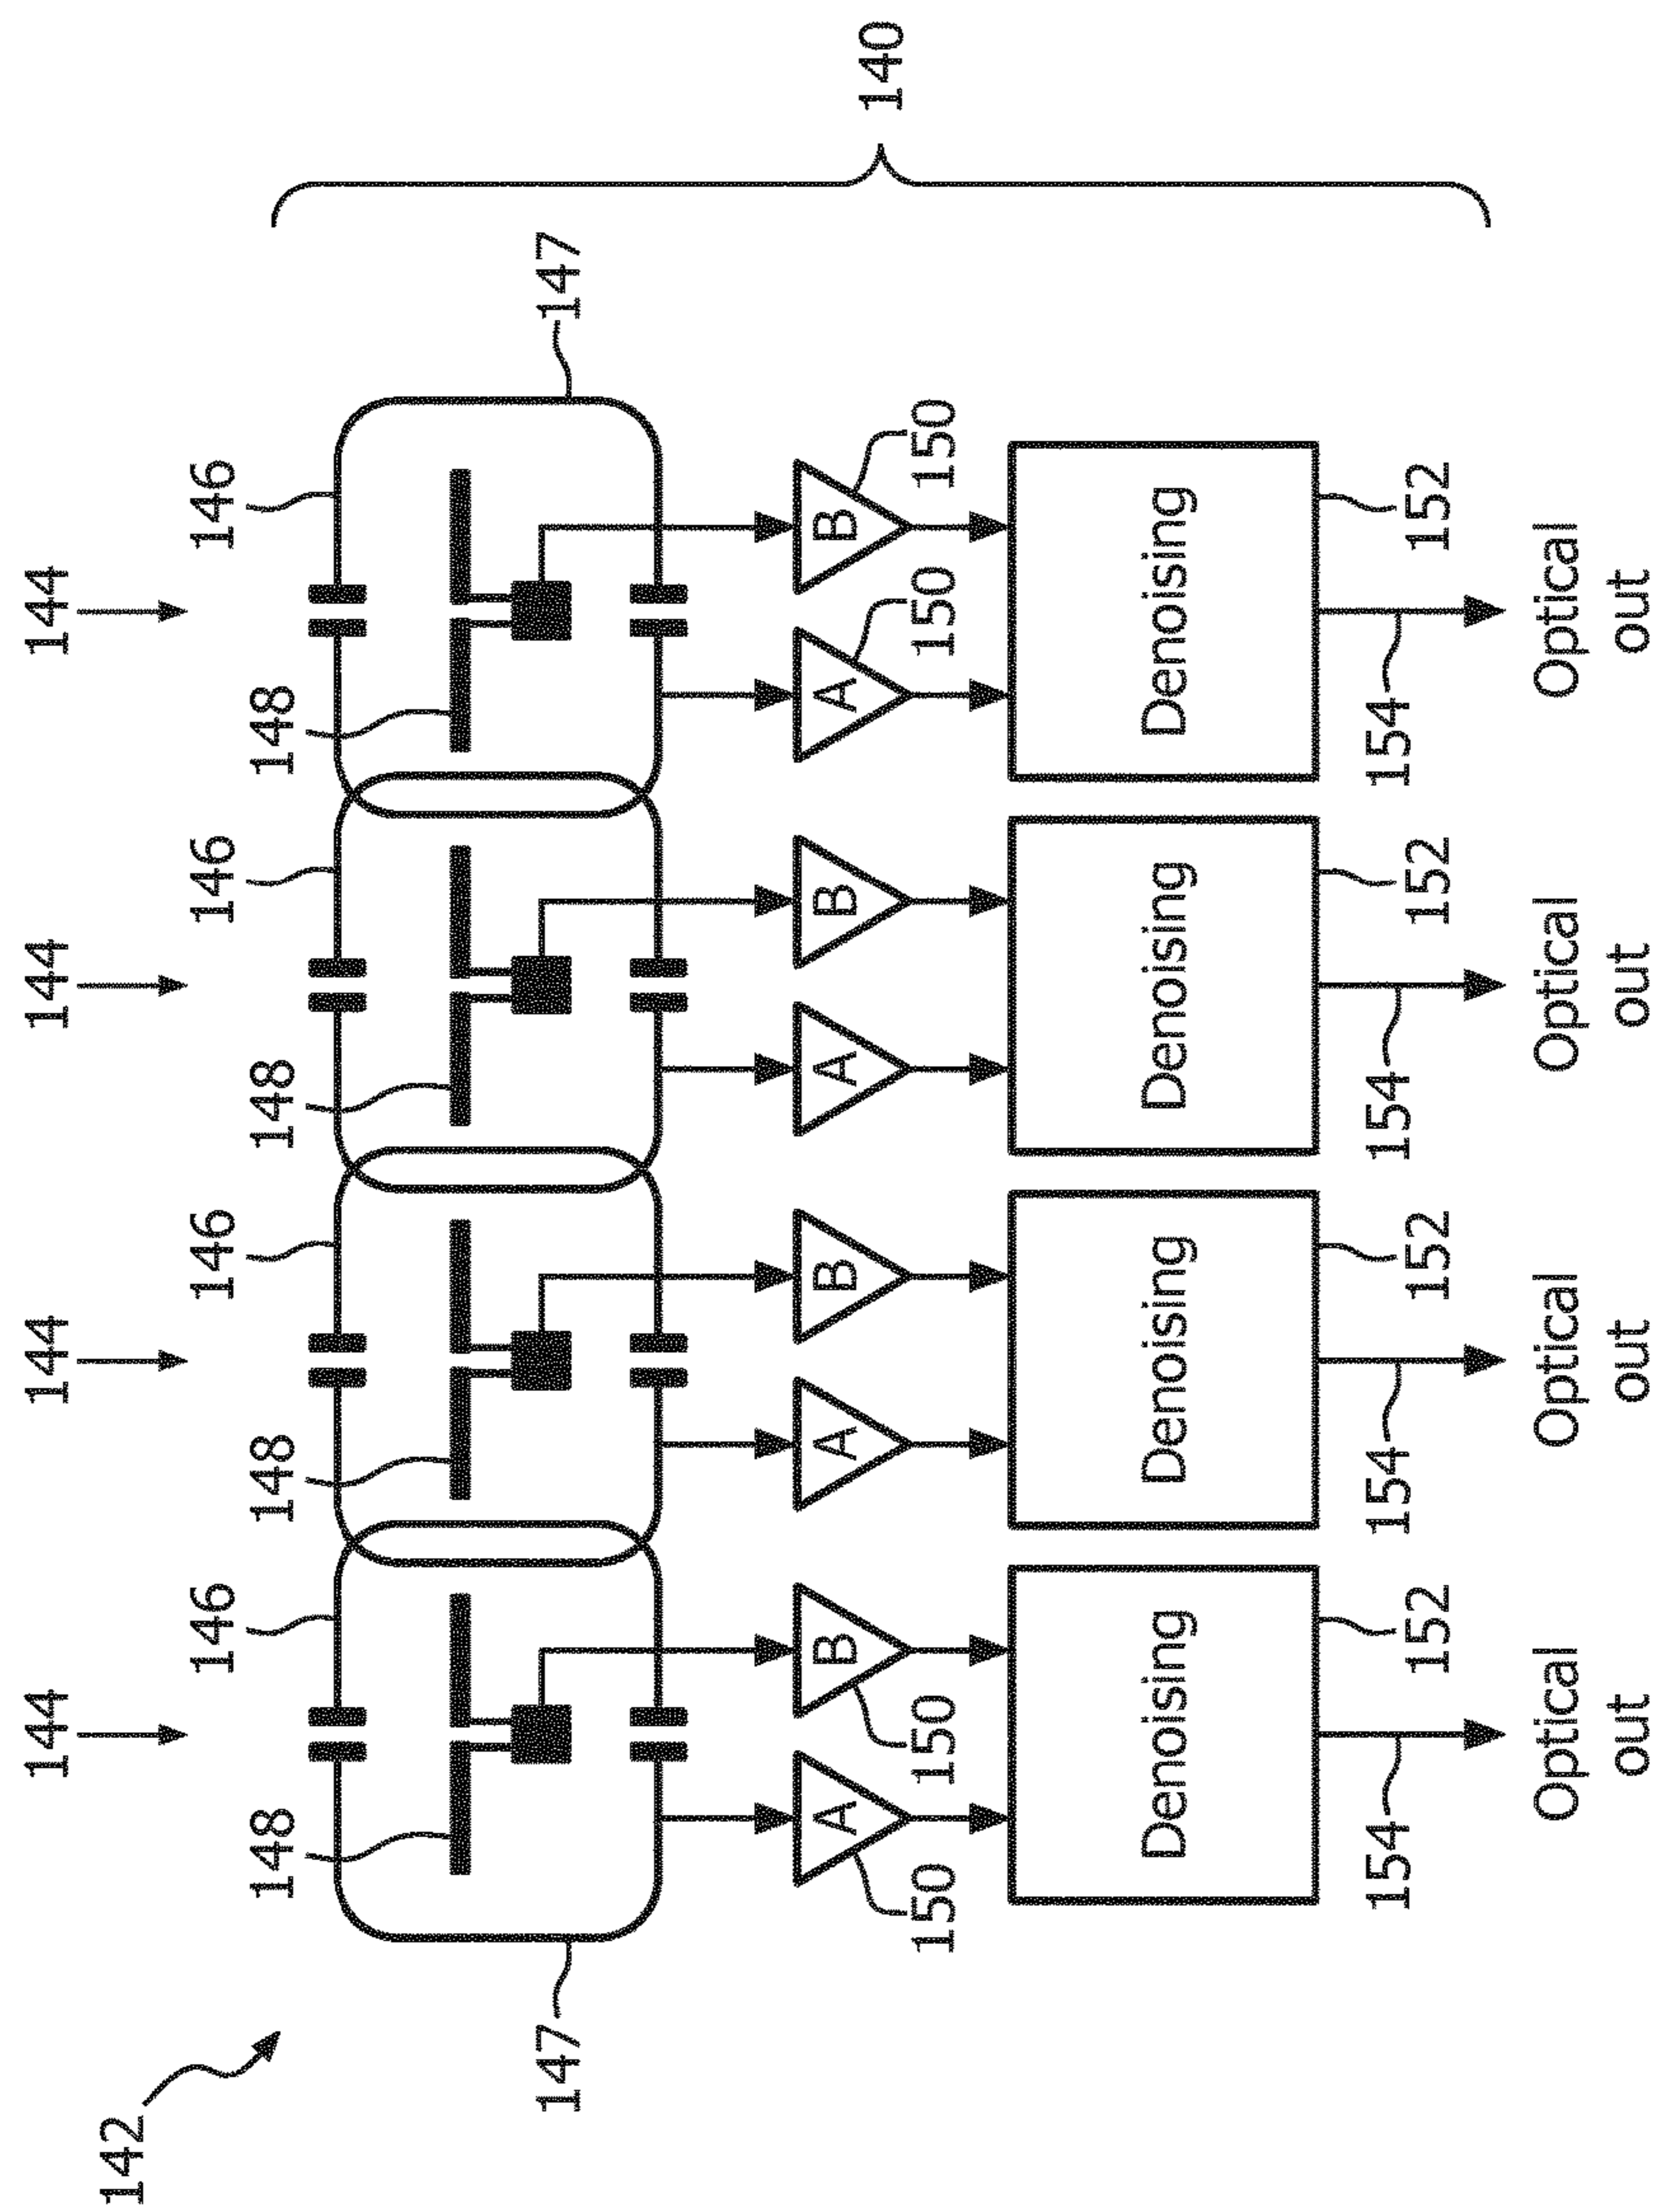 144 144 144 144
142
146 146 146 146
148 148 148 148
147 147
A B A B A B A B
140
150 150 150 150
Denoising Denoising Denoising Denoising
154 154 154 154
152 152 152 152
Optical Optical Optical Optical
out out out out